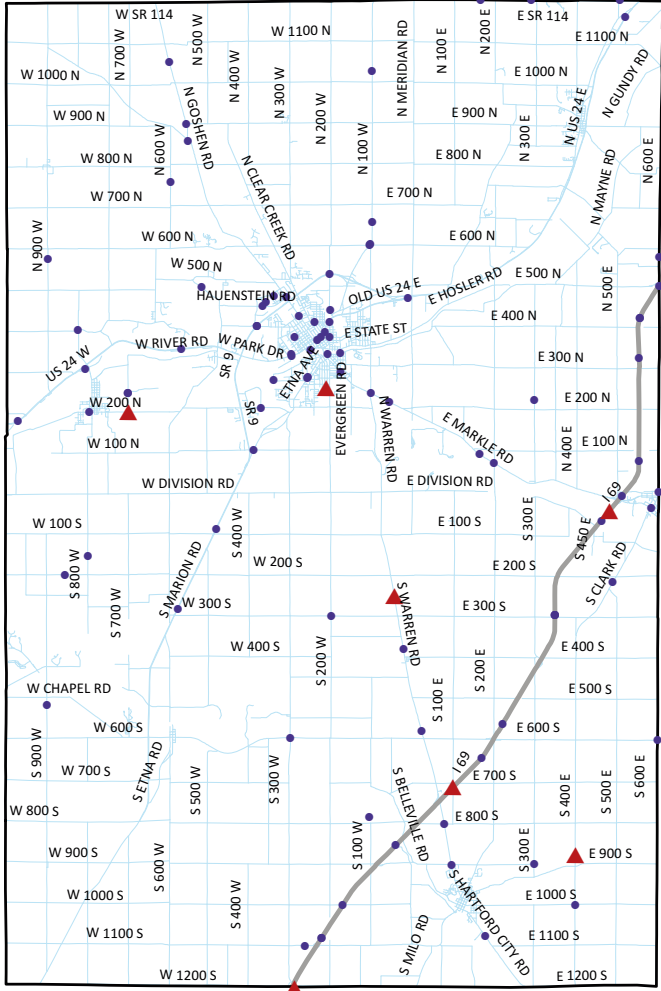 W SR 114
N 700 W
N 500 W
W 1100 N
N MERIDIAN RD
E 100 N
N 200 E
E SR 114
E 1100 N
W 1000 N
N 400 W
N 300 W
N 200 W
N 100 W
E 1000 N
N GUNDY RD
N US 24 E
W 900 N
N GOSHEN RD
E 900 N
N 300 E
N 600 E
W 800 N
N 600 W
E 800 N
W 700 N
N CLEAR CREEK RD
E 700 N
N MAYNE RD
W 600 N
E 600 N
N 900 W
W 500 N
E 500 N
N 500 E
HAUENSTEIN RD
OLD US 24 E
E HOSLER RD
E 400 N
W RIVER RD
W PARK DR
E STATE ST
US 24 W
SR 9
ETNA AVE
E 300 N
W 200 N
SR 9
EVERGREEN RD
N WARREN RD
E 200 N
W 100 N
E MARKLE RD
N 400 E
E 100 N
W DIVISION RD
E DIVISION RD
I 69
W 100 S
S 400 W
E 100 S
S 300 E
S 450 E
S 800 W
W 200 S
E 200 S
S CLARK RD
S 700 W
S MARION RD
W 300 S
S WARREN RD
E 300 S
W 400 S
S 200 W
S 200 E
E 400 S
W CHAPEL RD
S 100 E
E 500 S
S 900 W
W 600 S
E 600 S
S ETNA RD
S 300 W
I 69
E 700 S
S 600 E
W 700 S
S 500 W
S BELLEVILLE RD
S 400 E
S 500 E
W 800 S
S 100 W
E 800 S
W 900 S
S 600 W
S 300 E
E 900 S
W 1000 S
S 400 W
S HARTFORD CITY RD
E 1000 S
W 1100 S
S MILO RD
E 1100 S
W 1200 S
E 1200 S